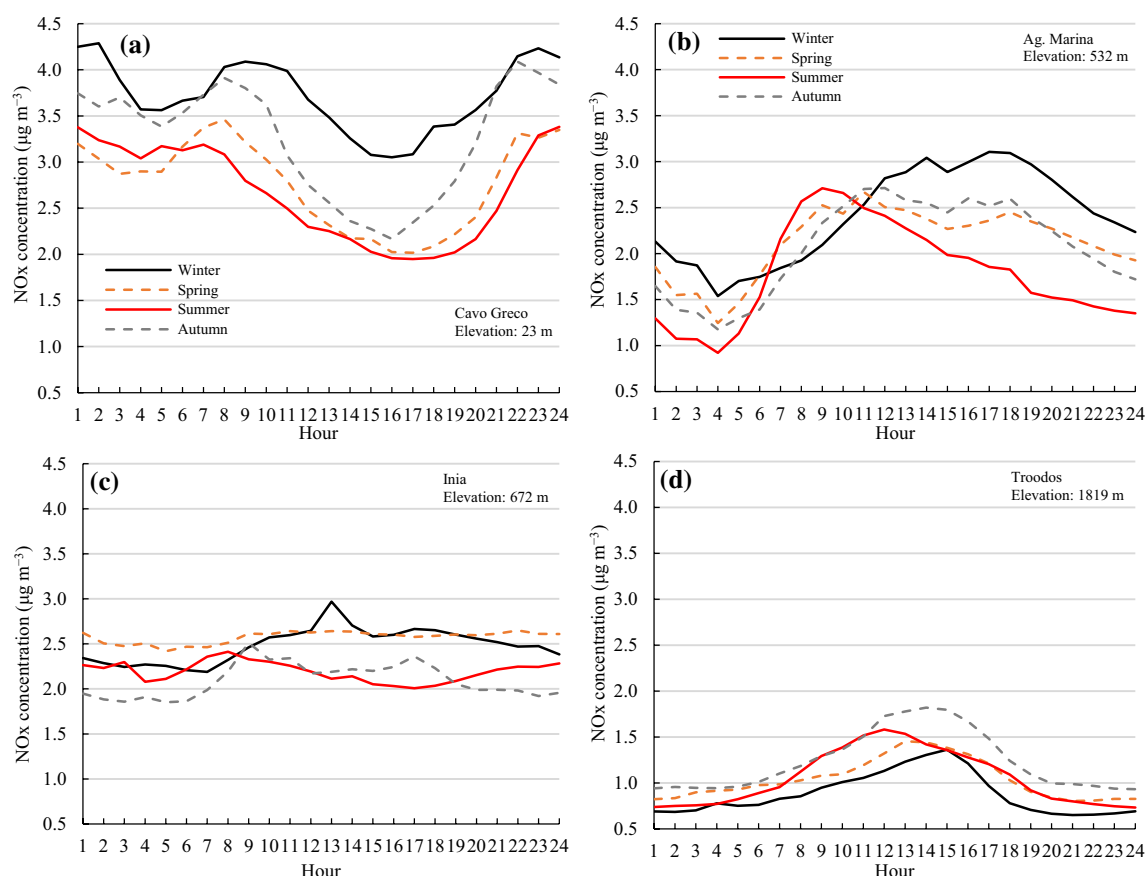 (a)
NOx concentration (µg m⁻³)
4.5
4.0
3.5
3.0
2.5
2.0
1.5
1.0
0.5
Winter
Spring
Summer
Autumn
Cavo Greco
Elevation: 23 m
1 2 3 4 5 6 7 8 9 10 11 12 13 14 15 16 17 18 19 20 21 22 23 24
Hour
(b)
NOx concentration (µg m⁻³)
4.5
4.0
3.5
3.0
2.5
2.0
1.5
1.0
0.5
Winter
Spring
Summer
Autumn
Ag. Marina
Elevation: 532 m
1 2 3 4 5 6 7 8 9 10 11 12 13 14 15 16 17 18 19 20 21 22 23 24
Hour
(c)
NOx concentration (µg m⁻³)
4.5
4.0
3.5
3.0
2.5
2.0
1.5
1.0
0.5
Inia
Elevation: 672 m
1 2 3 4 5 6 7 8 9 10 11 12 13 14 15 16 17 18 19 20 21 22 23 24
Hour
(d)
NOx concentration (µg m⁻³)
4.5
4.0
3.5
3.0
2.5
2.0
1.5
1.0
0.5
Troodos
Elevation: 1819 m
1 2 3 4 5 6 7 8 9 10 11 12 13 14 15 16 17 18 19 20 21 22 23 24
Hour